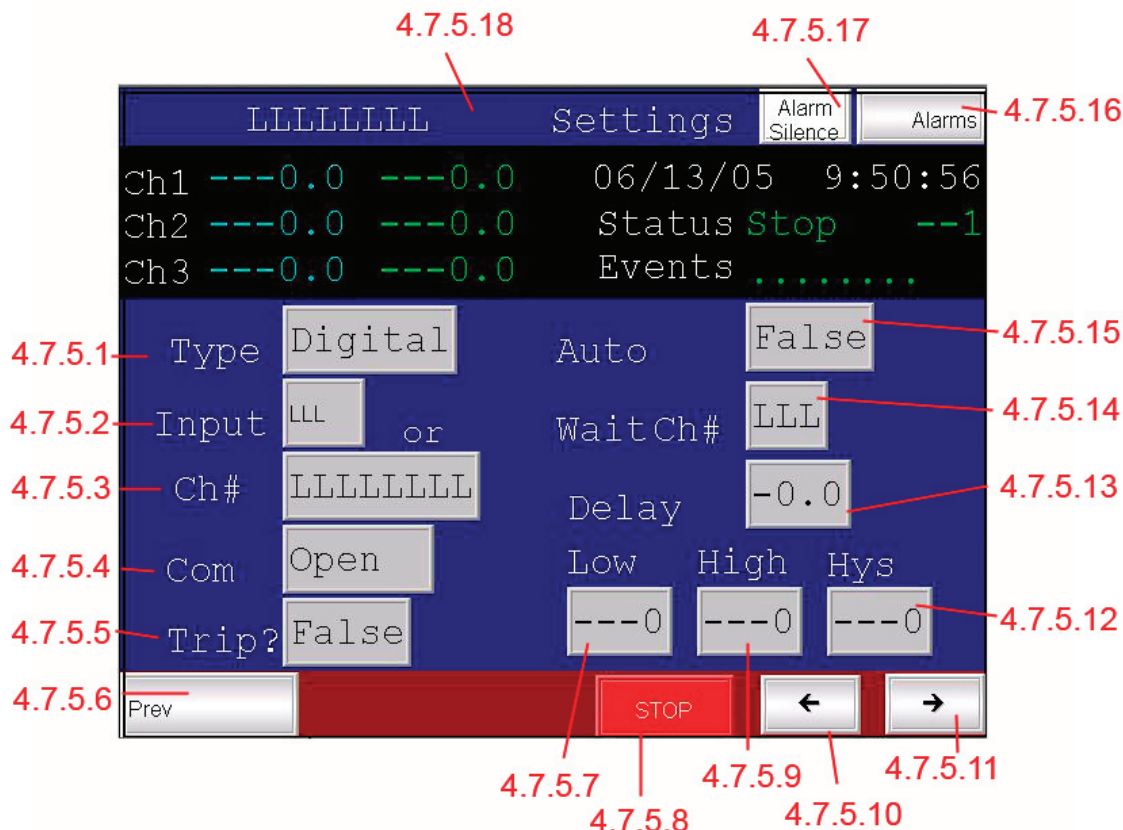 4.7.5.18
4.7.5.17
LLLLLLLL Settings Alarm Silence Alarms 4.7.5.16
Ch1 ---0.0 ---0.0 06/13/05 9:50:56
Ch2 ---0.0 ---0.0 Status Stop --1
Ch3 ---0.0 ---0.0 Events ........
4.7.5.1 Type Digital Auto False 4.7.5.15
4.7.5.2 Input LLL or WaitCh# LLL 4.7.5.14
4.7.5.3 Ch# LLLLLLLL Delay -0.0 4.7.5.13
4.7.5.4 Com Open Low High Hys
4.7.5.5 Trip? False ---0 ---0 ---0 4.7.5.12
4.7.5.6 Prev STOP ← →
4.7.5.7 4.7.5.9 4.7.5.11
4.7.5.8 4.7.5.10